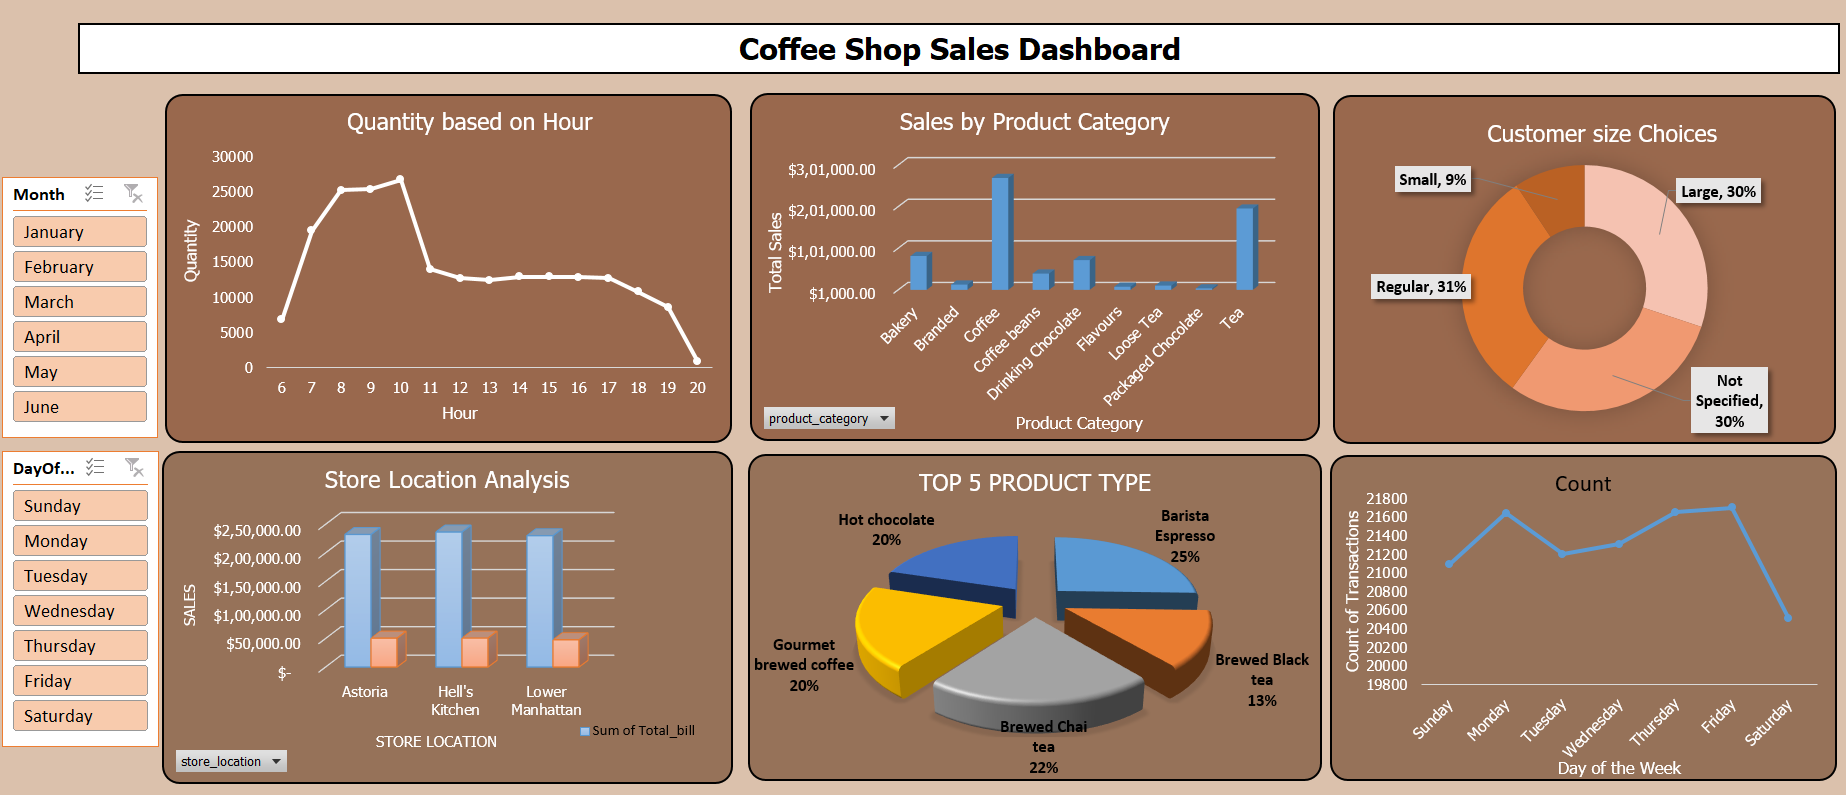 Coffee Shop Sales Dashboard
Month
January
February
March
April
May
June
DayOf...
Sunday
Monday
Tuesday
Wednesday
Thursday
Friday
Saturday
Quantity based on Hour
Quantity
30000
25000
20000
15000
10000
5000
0
6 7 8 9 10 11 12 13 14 15 16 17 18 19 20
Hour
Sales by Product Category
Total Sales
$3,01,000.00
$2,01,000.00
$1,01,000.00
$1,000.00
Bakery
Branded
Coffee
Coffee beans
Drinking Chocolate
Flavours
Loose Tea
Packaged Chocolate
Tea
product_category
Product Category
Customer size Choices
Small, 9%
Large, 30%
Regular, 31%
Not
Specified,
30%
Store Location Analysis
SALES
$2,50,000.00
$2,00,000.00
$1,50,000.00
$1,00,000.00
$50,000.00
$-
Astoria
Hell's
Kitchen
Lower
Manhattan
Sum of Total_bill
STORE LOCATION
store_location
TOP 5 PRODUCT TYPE
Hot chocolate
20%
Barista
Espresso
25%
Gourmet
brewed coffee
20%
Brewed Black
tea
13%
Brewed Chai
tea
22%
Count
Count of Transactions
21800
21600
21400
21200
21000
20800
20600
20400
20200
20000
19800
Sunday
Monday
Tuesday
Wednesday
Thursday
Friday
Saturday
Day of the Week